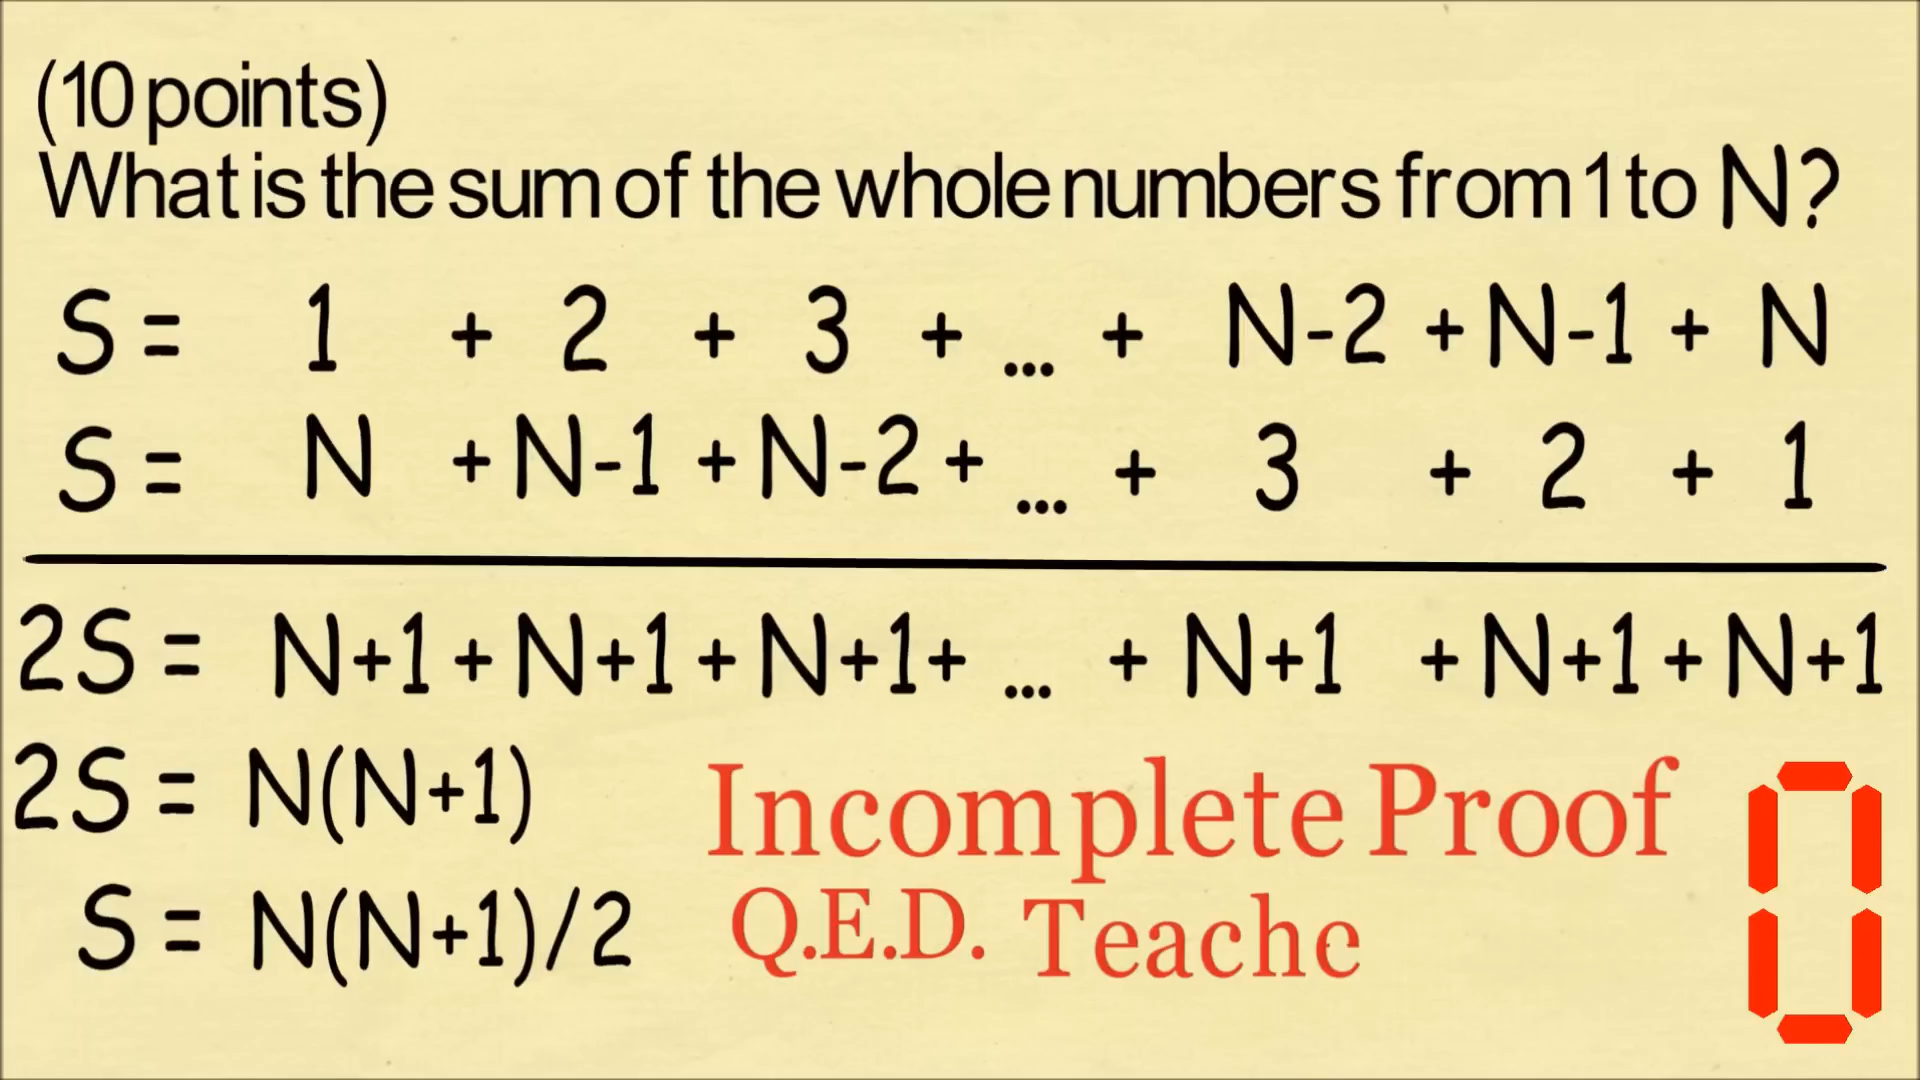 (10 points)
What is the sum of the whole numbers from 1 to N?
S = 1 + 2 + 3 + ... + N-2 + N-1 + N
S = N + N-1 + N-2 + ... + 3 + 2 + 1
2S = N+1 + N+1 + N+1 + ... + N+1 + N+1 + N+1
2S = N(N+1)
S = N(N+1)/2
Incomplete Proof
Q.E.D. Teache
0